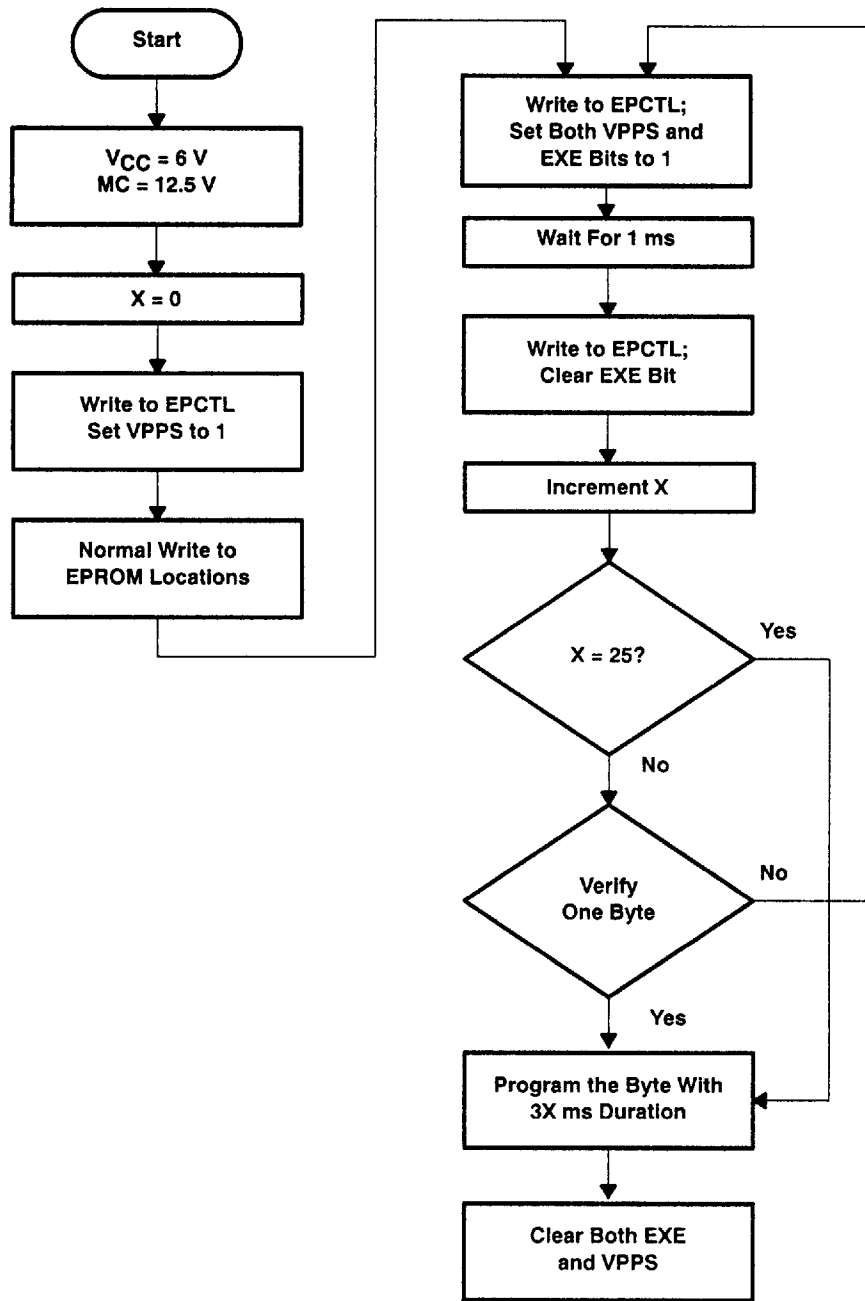 Start
VCC = 6 V
MC = 12.5 V
X = 0
Write to EPCTL
Set VPPS to 1
Normal Write to
EPROM Locations
Write to EPCTL;
Set Both VPPS and
EXE Bits to 1
Wait For 1 ms
Write to EPCTL;
Clear EXE Bit
Increment X
X = 25?
Yes
No
Verify
One Byte
No
Yes
Program the Byte With
3X ms Duration
Clear Both EXE
and VPPS